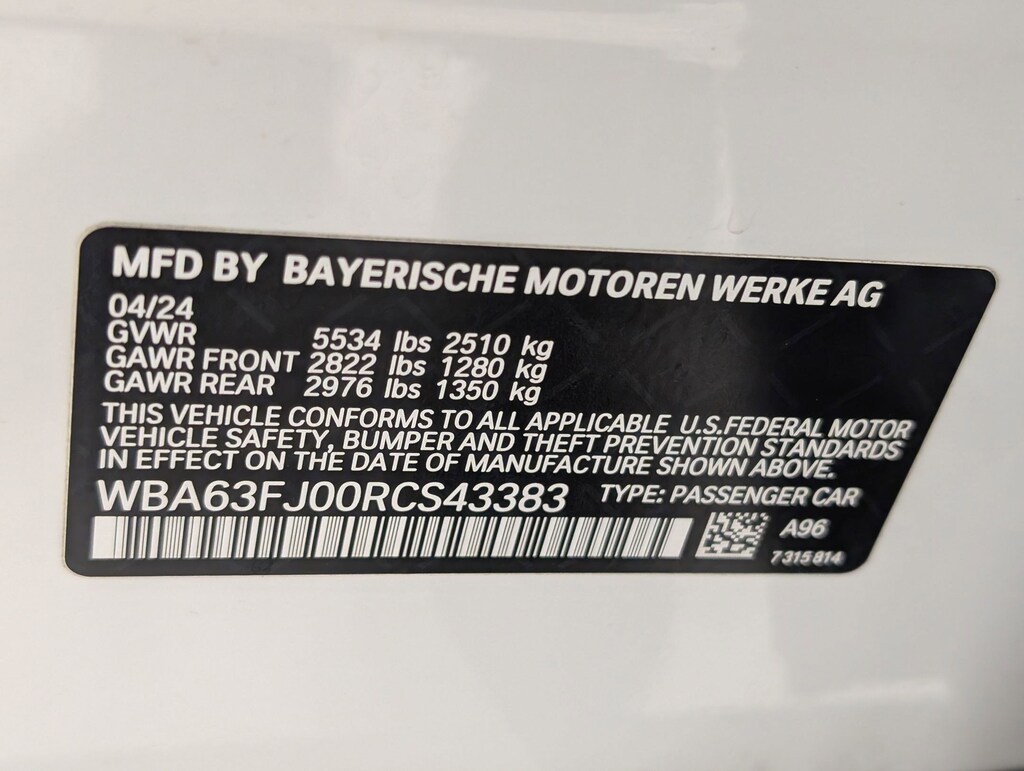 MFD BY BAYERISCHE MOTOREN WERKE AG
04/24
GVWR 5534 lbs 2510 kg
GAWR FRONT 2822 lbs 1280 kg
GAWR REAR 2976 lbs 1350 kg
THIS VEHICLE CONFORMS TO ALL APPLICABLE U.S.FEDERAL MOTOR
VEHICLE SAFETY, BUMPER AND THEFT PREVENTION STANDARDS
IN EFFECT ON THE DATE OF MANUFACTURE SHOWN ABOVE.
WBA63FJ00RCS43383 TYPE: PASSENGER CAR
A96
7 315 814